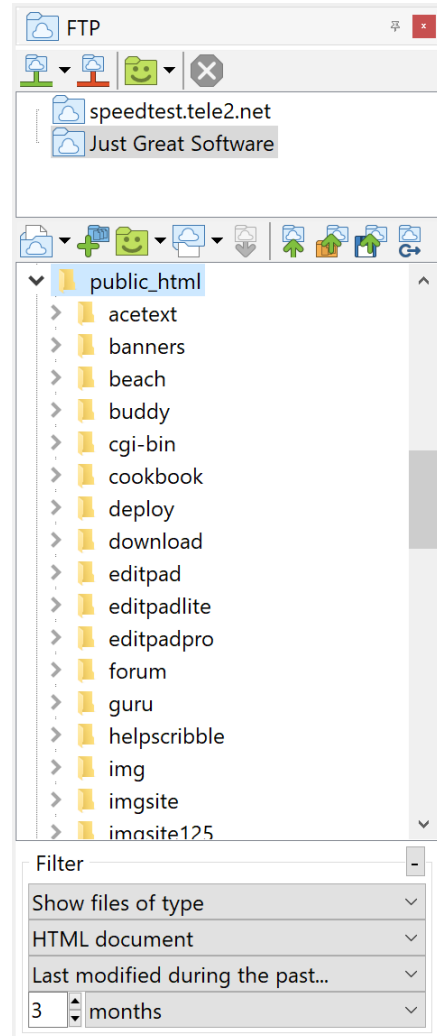 FTP
speedtest.tele2.net
Just Great Software
public_html
acetext
banners
beach
buddy
cgi-bin
cookbook
deploy
download
editpad
editpadlite
editpadpro
forum
guru
helpscribble
img
imgsite
imgsite125
Filter
Show files of type
HTML document
Last modified during the past...
3 months